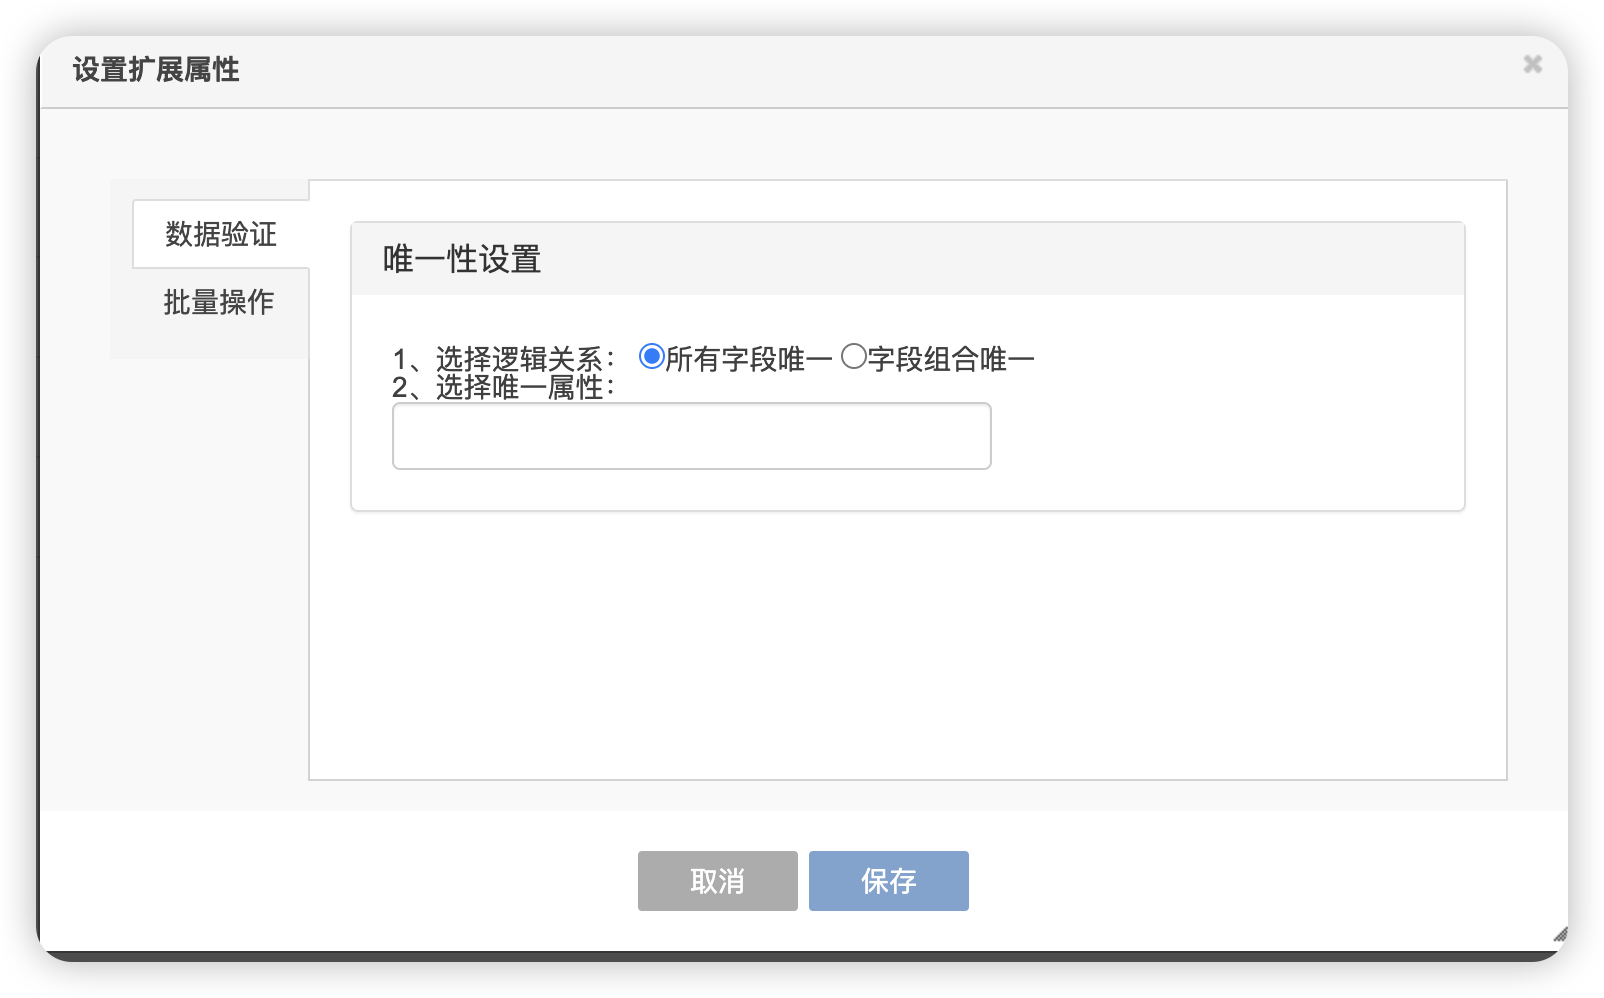 设置扩展属性
数据验证
批量操作
唯一性设置
1、选择逻辑关系： 所有字段唯一 字段组合唯一
2、选择唯一属性：
取消 保存